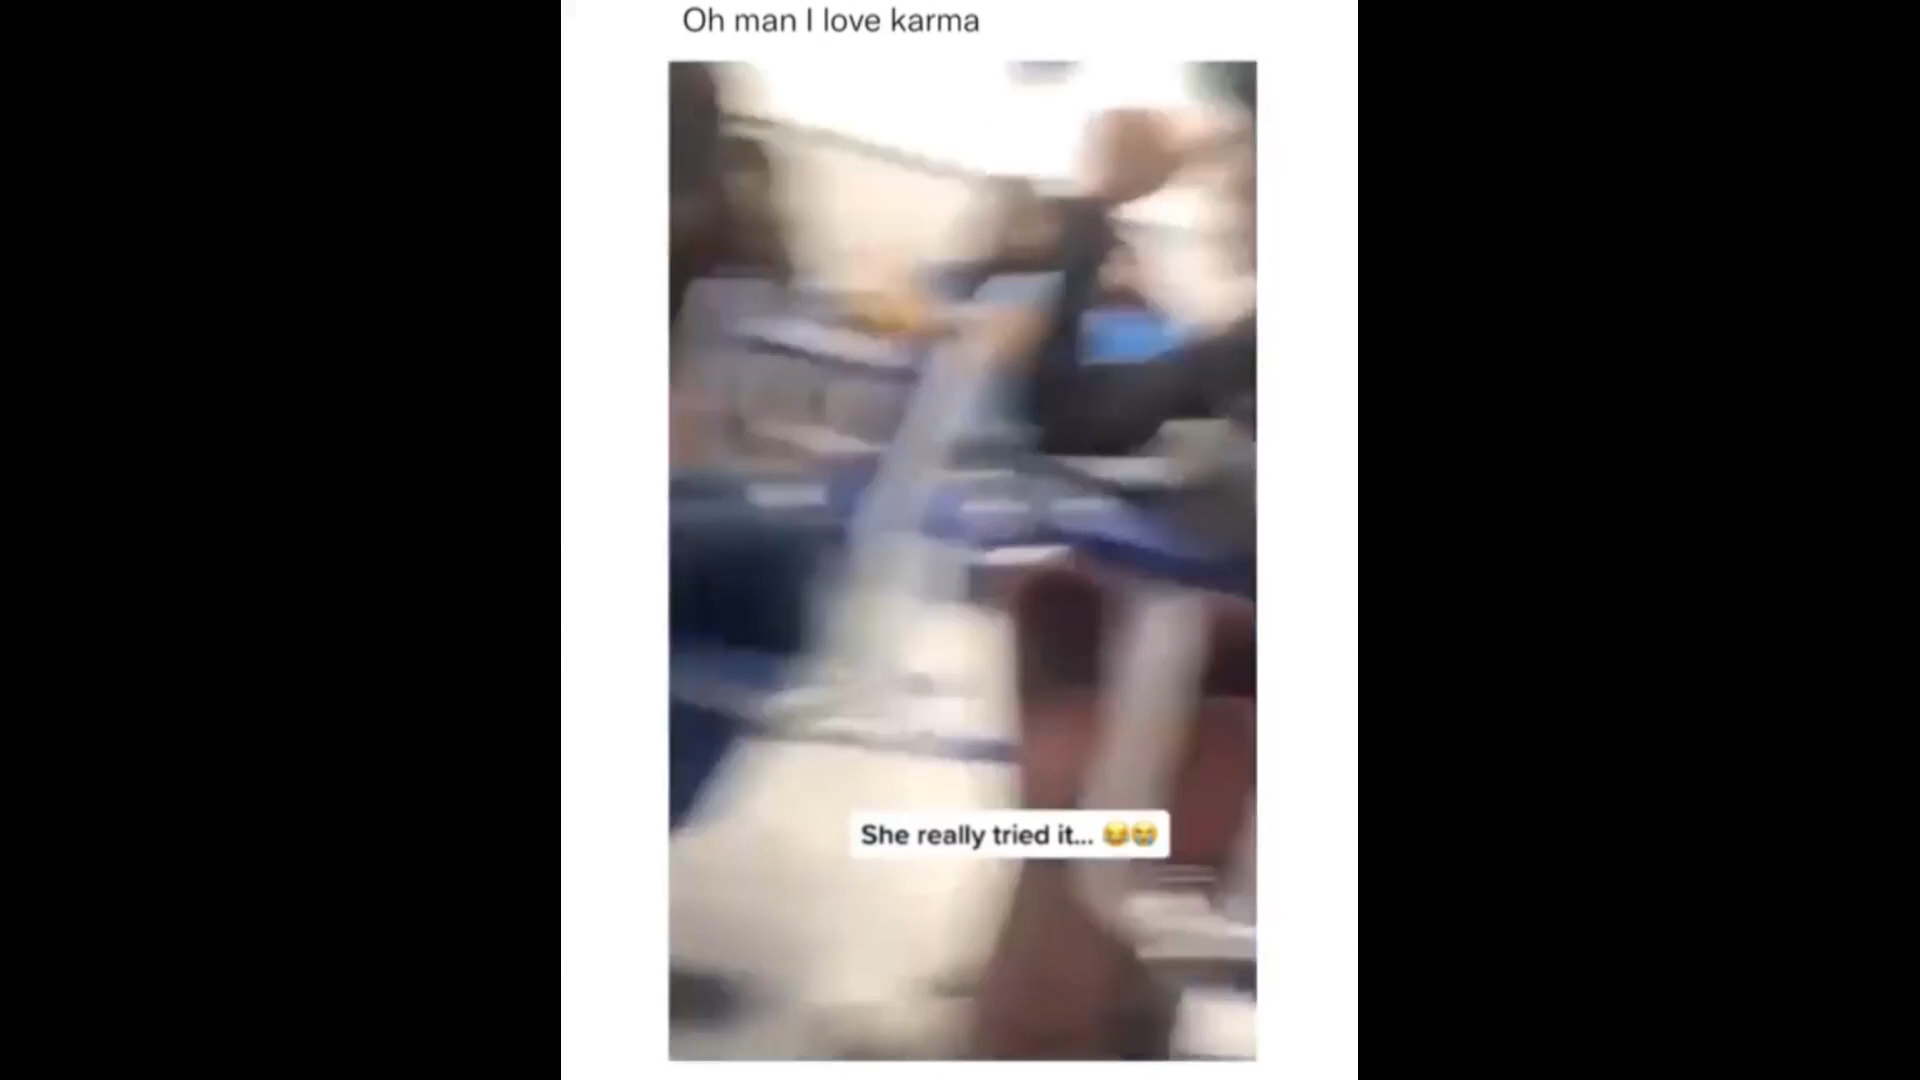 Oh man I love karma
She really tried it... 😂😭